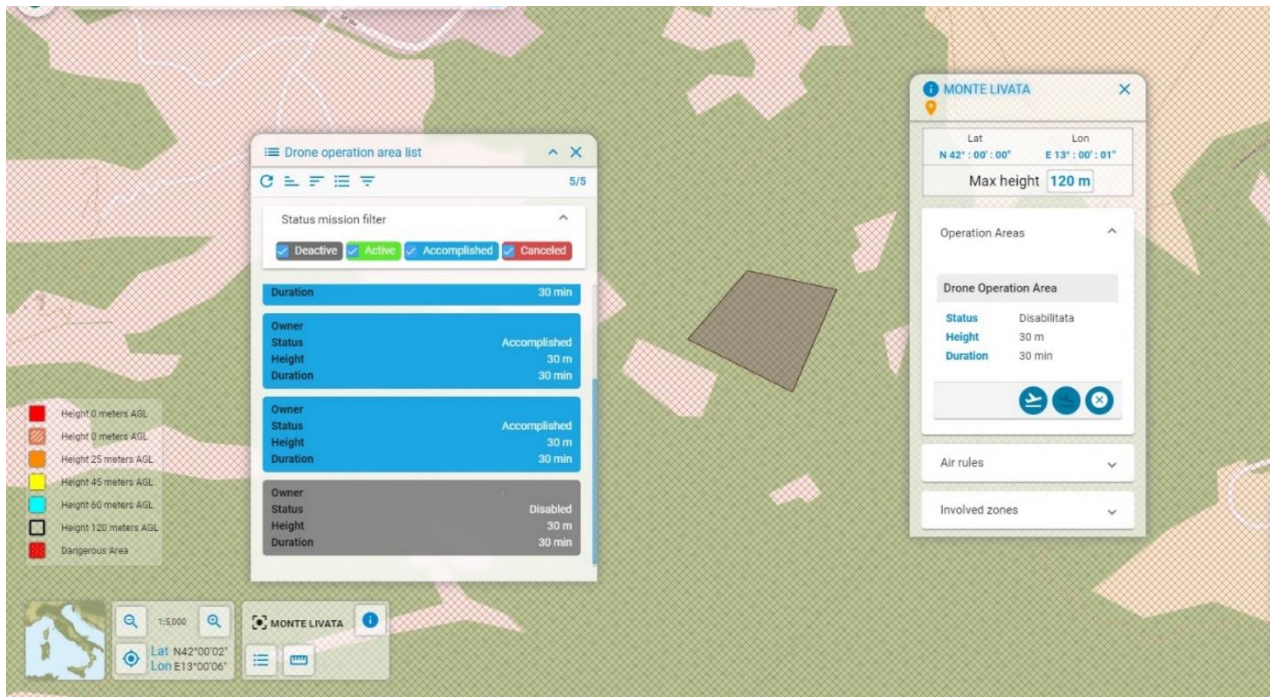 Drone operation area list
5/5
Status mission filter
Deactive Active Accomplished Canceled
Duration 30 min
Owner
Status Accomplished
Height 30 m
Duration 30 min
Owner
Status Accomplished
Height 30 m
Duration 30 min
Owner
Status Disabled
Height 30 m
Duration 30 min
MONTE LIVATA
Lat Lon
N 42° : 00' : 00" E 13° : 00' : 01"
Max height 120 m
Operation Areas
Drone Operation Area
Status Disabilitata
Height 30 m
Duration 30 min
Air rules
Involved zones
Height 0 meters AGL
Height 0 meters AGL
Height 25 meters AGL
Height 45 meters AGL
Height 60 meters AGL
Height 120 meters AGL
Dangerous Area
1:5,000
Lat N42°00'02"
Lon E13°00'06"
MONTE LIVATA